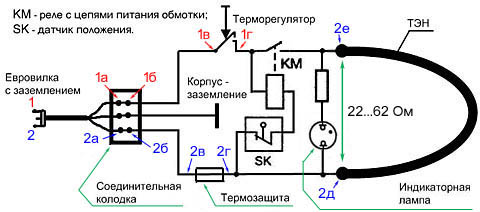 КМ - реле с цепями питания обмотки;
SK - датчик положения.
Терморегулятор
1в
1г
2е
ТЭН
Евровилка
с заземлением
1а
1б
Корпус -
заземление
КМ
1
2
22...62 Ом
2а
2б
SK
2в
2г
2д
Соединительная
колодка
Термозащита
Индикаторная
лампа